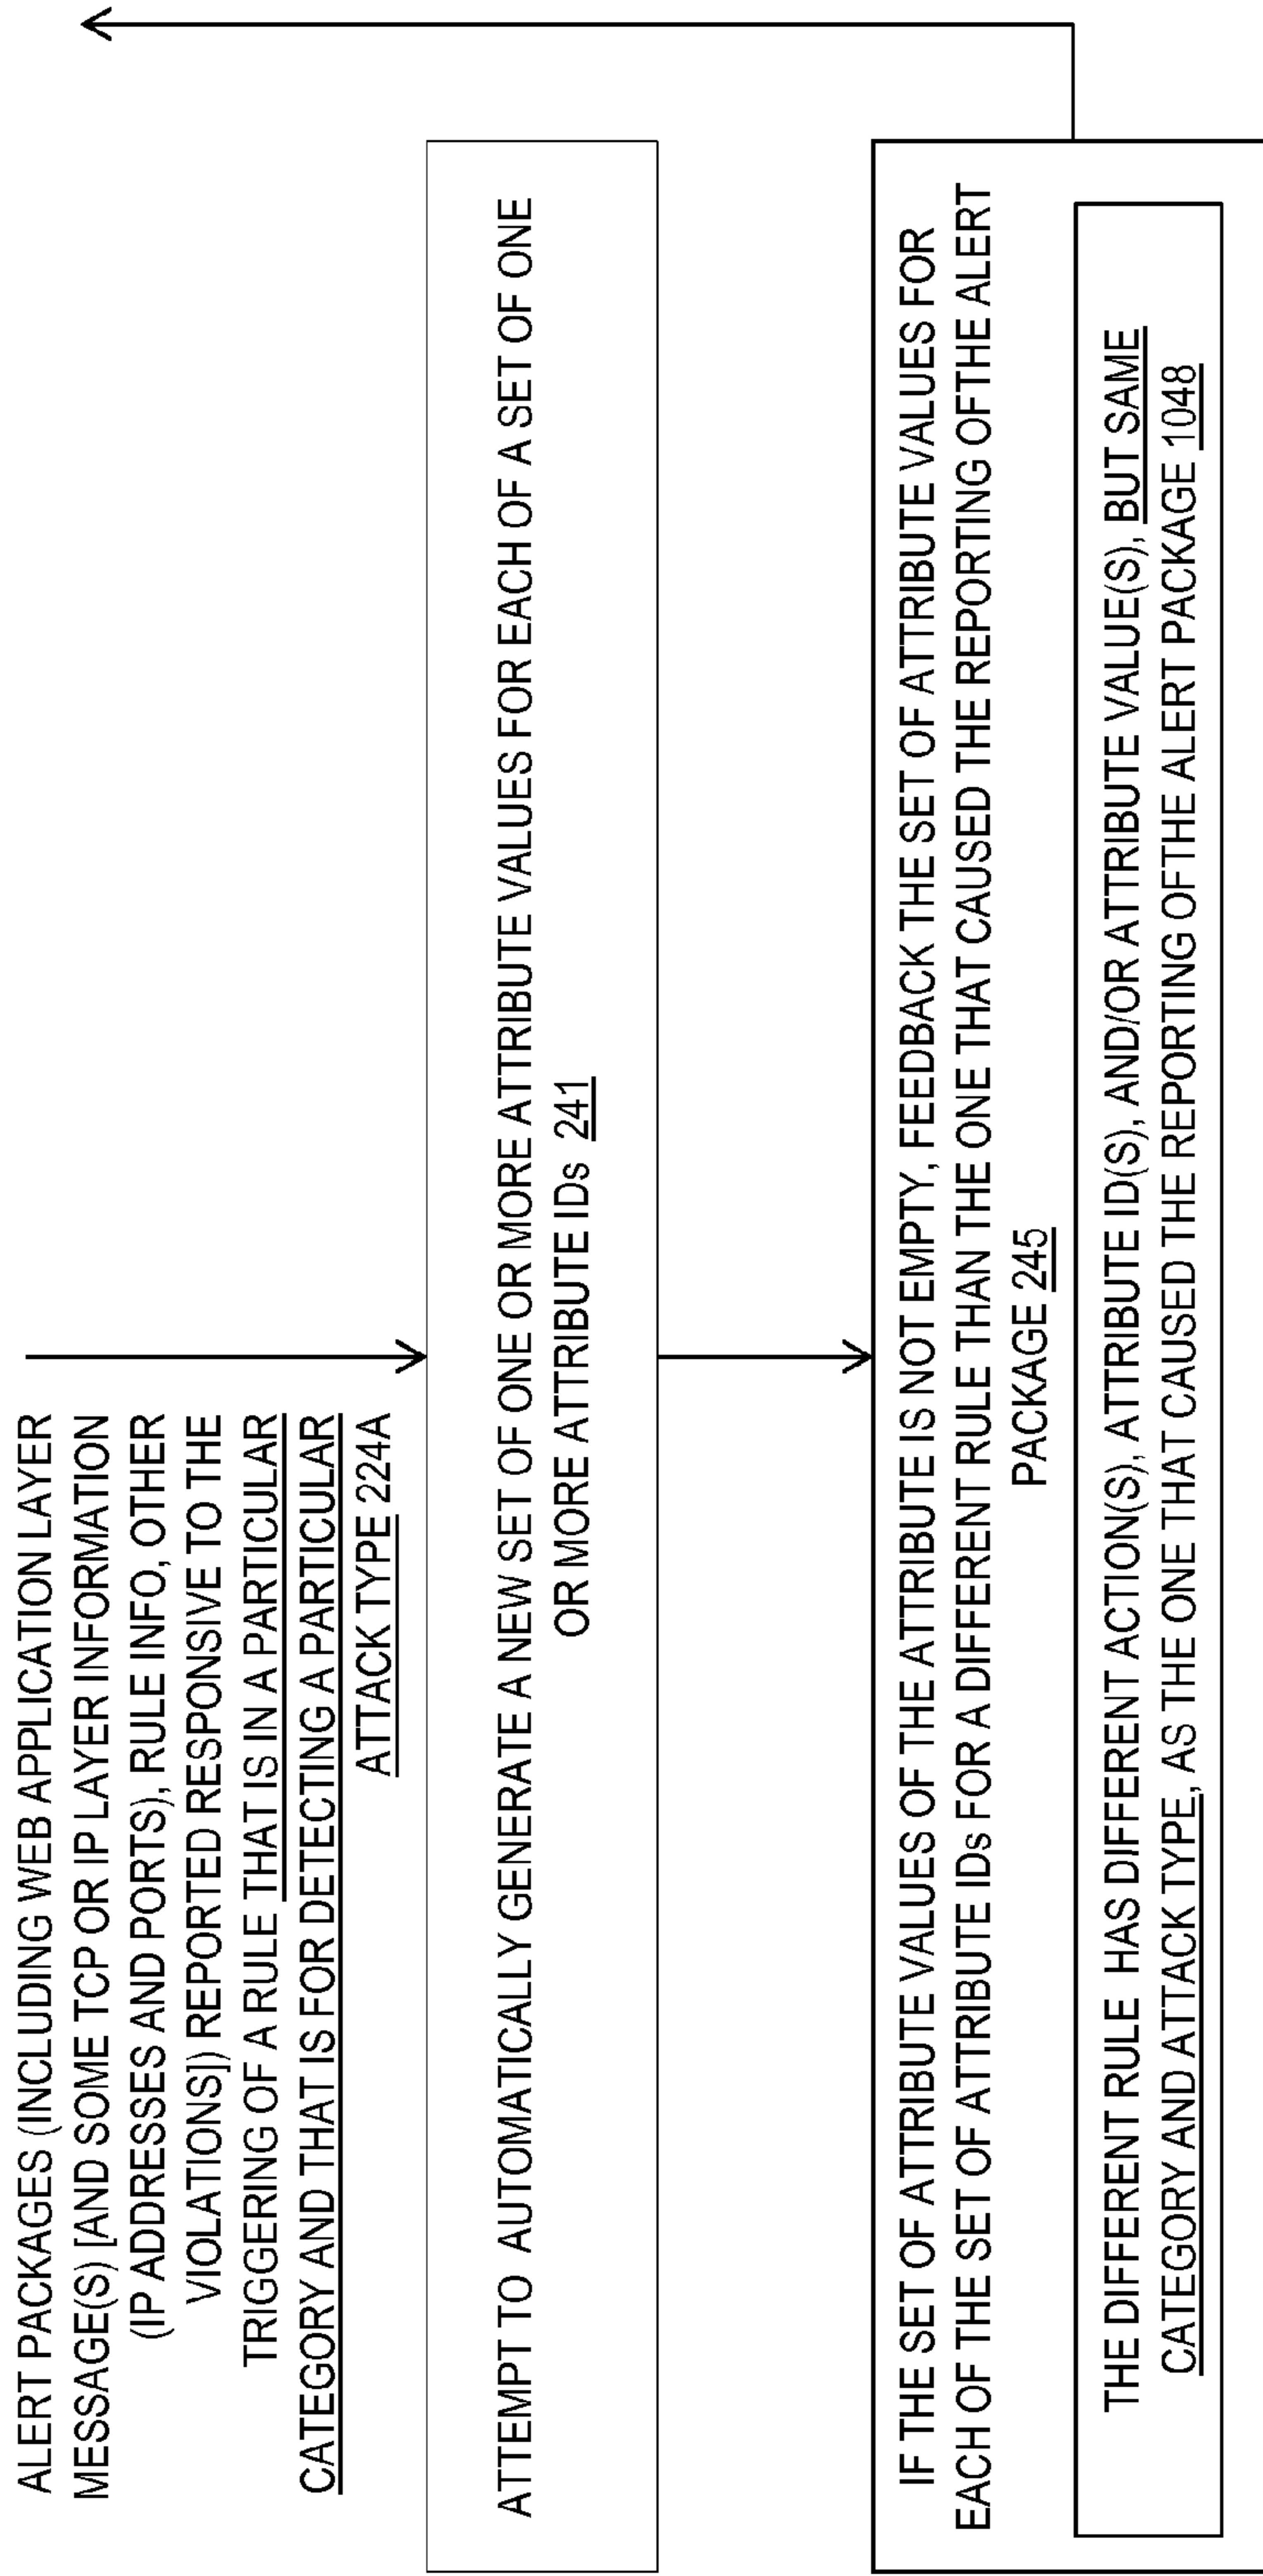 ALERT PACKAGES (INCLUDING WEB APPLICATION LAYER
MESSAGE(S) [AND SOME TCP OR IP LAYER INFORMATION
(IP ADDRESSES AND PORTS), RULE INFO, OTHER
VIOLATIONS]) REPORTED RESPONSIVE TO THE
TRIGGERING OF A RULE THAT IS IN A PARTICULAR
CATEGORY AND THAT IS FOR DETECTING A PARTICULAR
ATTACK TYPE 224A
ATTEMPT TO AUTOMATICALLY GENERATE A NEW SET OF ONE OR MORE ATTRIBUTE VALUES FOR EACH OF A SET OF ONE
OR MORE ATTRIBUTE IDs 241
IF THE SET OF ATTRIBUTE VALUES OF THE ATTRIBUTE IS NOT EMPTY, FEEDBACK THE SET OF ATTRIBUTE VALUES FOR
EACH OF THE SET OF ATTRIBUTE IDs FOR A DIFFERENT RULE THAN THE ONE THAT CAUSED THE REPORTING OFTHE ALERT
PACKAGE 245
THE DIFFERENT RULE HAS DIFFERENT ACTION(S), ATTRIBUTE ID(S), AND/OR ATTRIBUTE VALUE(S), BUT SAME
CATEGORY AND ATTACK TYPE, AS THE ONE THAT CAUSED THE REPORTING OFTHE ALERT PACKAGE 1048